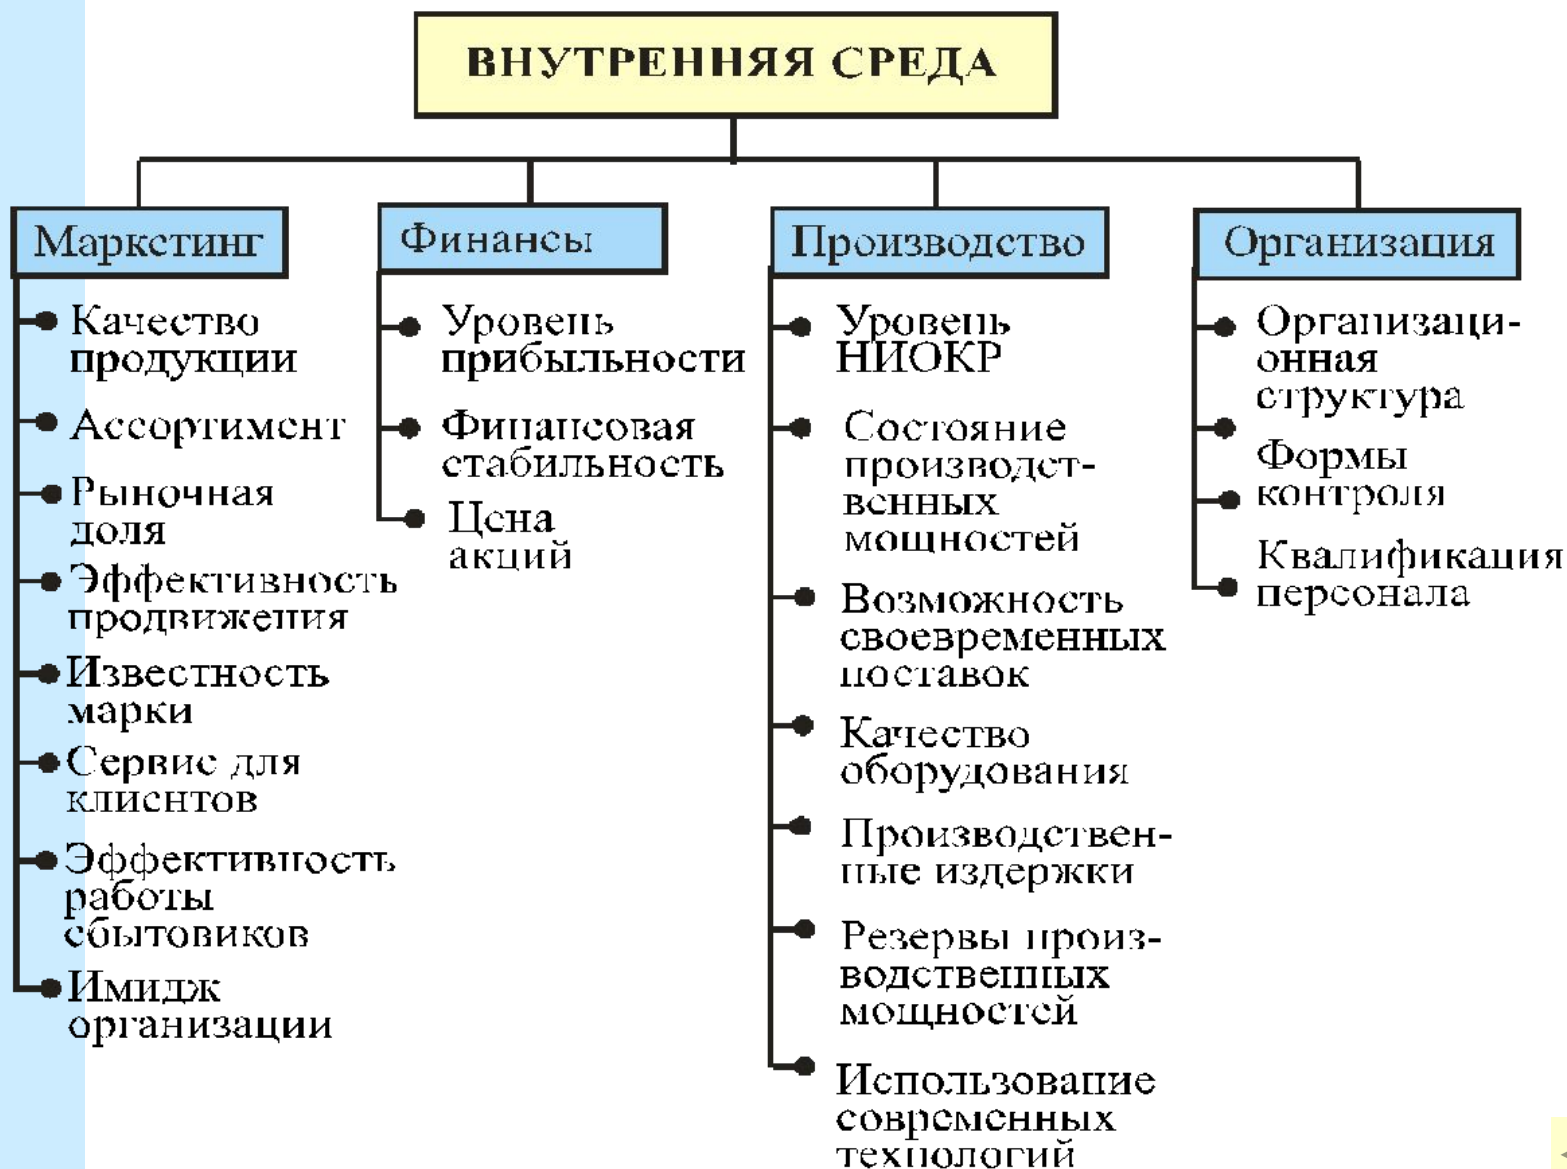 ВНУТРЕННЯЯ СРЕДА
Маркетинг
Качество
продукции
Ассортимент
Рыночная
доля
Эффективность
продвижения
Известность
марки
Сервис для
клиентов
Эффективность
работы
сбытовиков
Имидж
организации
Финансы
Уровень
прибыльности
Финансовая
стабильность
Цена
акций
Производство
Уровень
НИОКР
Состояние
производст-
венных
мощностей
Возможность
своевременных
поставок
Качество
оборудования
Производствен-
ные издержки
Резервы произ-
водственных
мощностей
Использование
современных
технологий
Организация
Организаци-
онная
структура
Формы
контроля
Квалификация
персонала